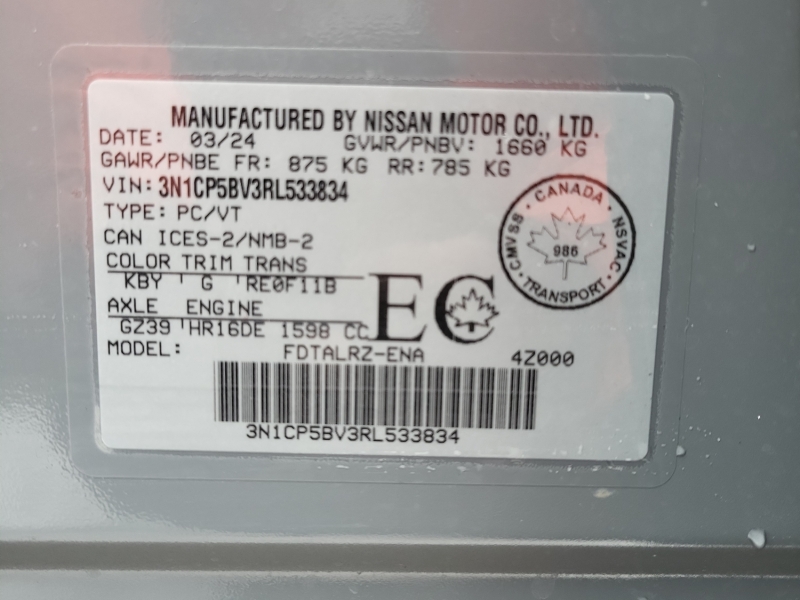 MANUFACTURED BY NISSAN MOTOR CO., LTD.
DATE: 03/24 GVWR/PNBV: 1660 KG
GAWR/PNBE FR: 875 KG RR: 785 KG
VIN: 3N1CP5BV3RL533834
TYPE: PC/VT
CAN ICES-2/NMB-2
COLOR TRIM TRANS
KBY G RE0F11B
AXLE ENGINE
GZ39 HR16DE 1598 CC
EC
MODEL: FDTALRZ-ENA 4Z000
3N1CP5BV3RL533834
CANADA
CMVSS 986 NSVAC
TRANSPORT